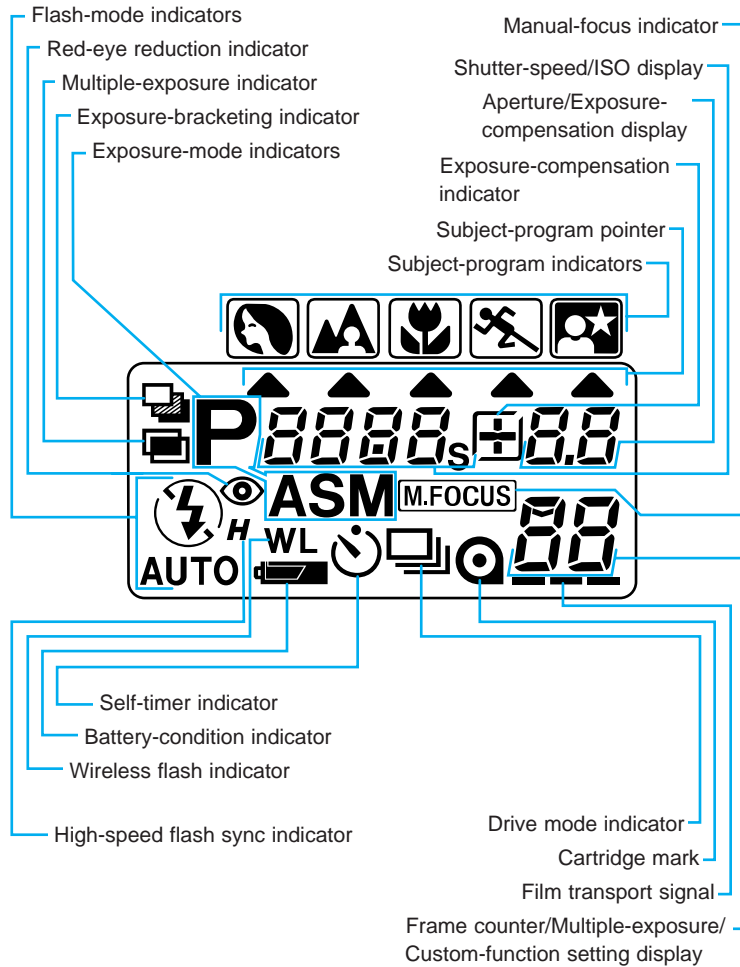 Flash-mode indicators
Red-eye reduction indicator
Multiple-exposure indicator
Exposure-bracketing indicator
Exposure-mode indicators
Manual-focus indicator
Shutter-speed/ISO display
Aperture/Exposure-
compensation display
Exposure-compensation
indicator
Subject-program pointer
Subject-program indicators
P 8888s + 8.8
ASM M.FOCUS 88
H
WL
AUTO
Self-timer indicator
Battery-condition indicator
Wireless flash indicator
High-speed flash sync indicator
Drive mode indicator
Cartridge mark
Film transport signal
Frame counter/Multiple-exposure/
Custom-function setting display